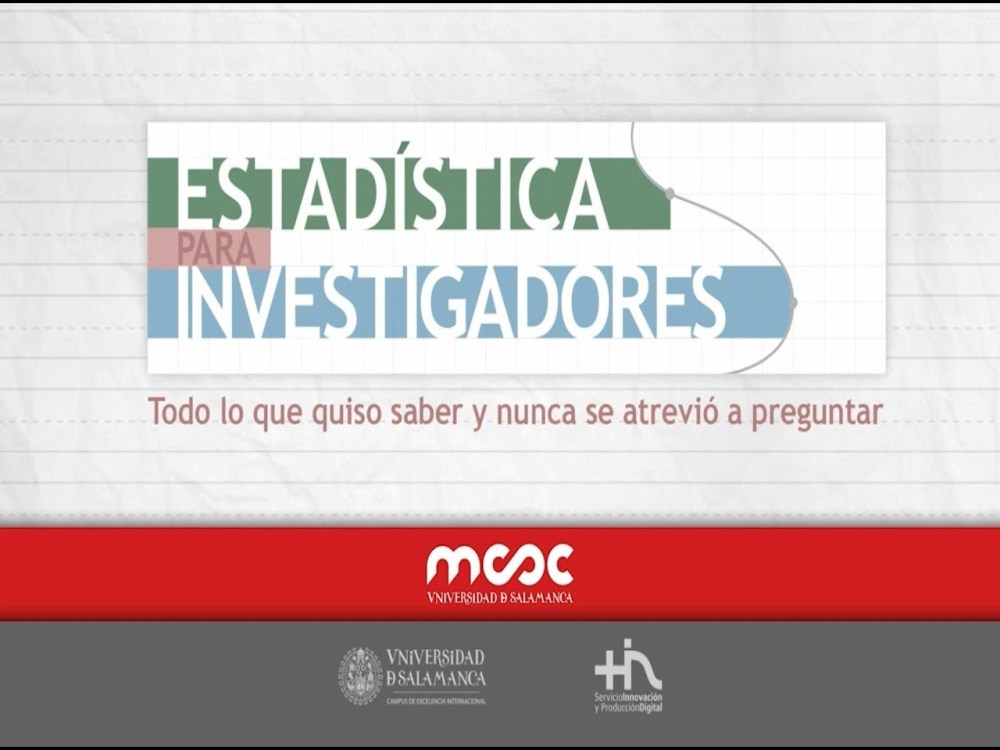 ESTADÍSTICA
PARA
INVESTIGADORES
Todo lo que quiso saber y nunca se atrevió a preguntar
mooc
VNiVERSiDAD Ð SALAMANCA
VNiVERSiDAD
Ð SALAMANCA
CAMPUS DE EXCELENCIA INTERNACIONAL
ServicioInnovación
y ProducciónDigital